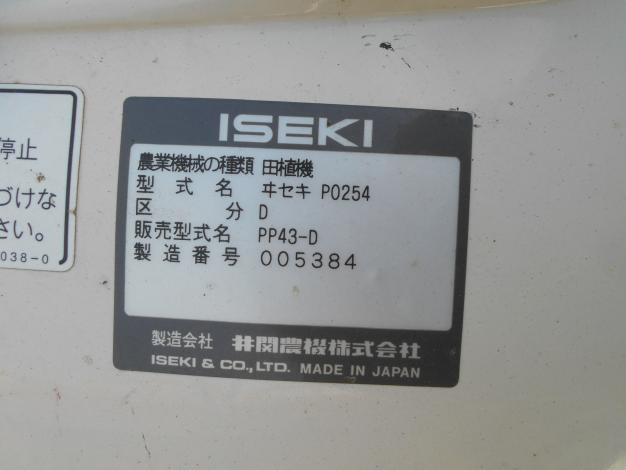 停止
づけな
さい。
038-0
ISEKI
農業機械の種類 田植機
型式名 ヰセキ P0254
区分 D
販売型式名 PP43-D
製造番号 005384
製造会社 井関農機株式会社
ISEKI & CO., LTD. MADE IN JAPAN